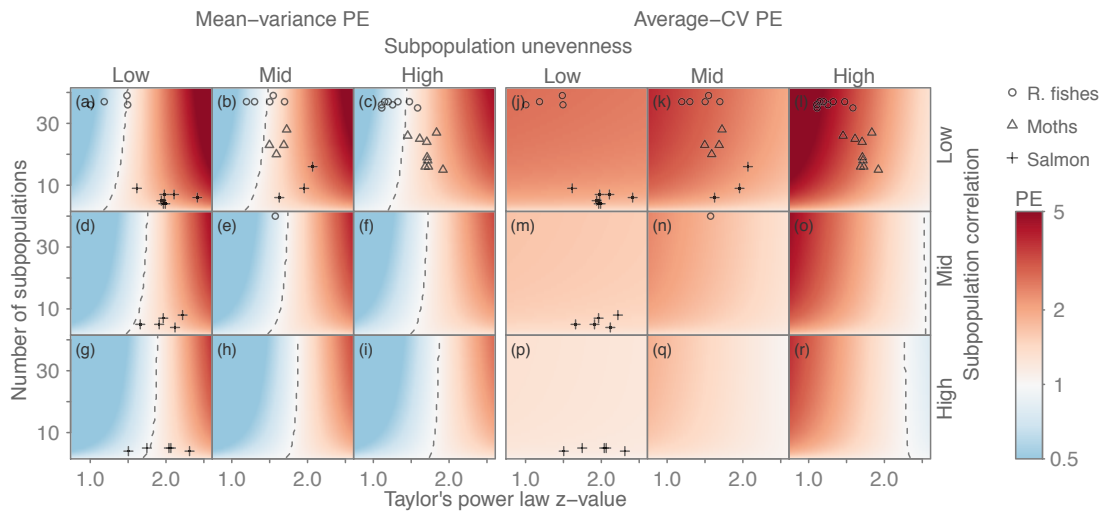 Mean−variance PE Average−CV PE
Subpopulation unevenness
Low Mid High Low Mid High
(a) (b) (c) (j) (k)
R. fishes
Moths
Salmon
30
10
Low
PE
5
2
1
0.5
(d) (e) (f) (m) (n) (o)
30
10
Mid
(g) (h) (i) (p) (q) (r)
30
10
High
Number of subpopulations
Subpopulation correlation
1.0 2.0 1.0 2.0 1.0 2.0 1.0 2.0 1.0 2.0 1.0 2.0
Taylor's power law z−value